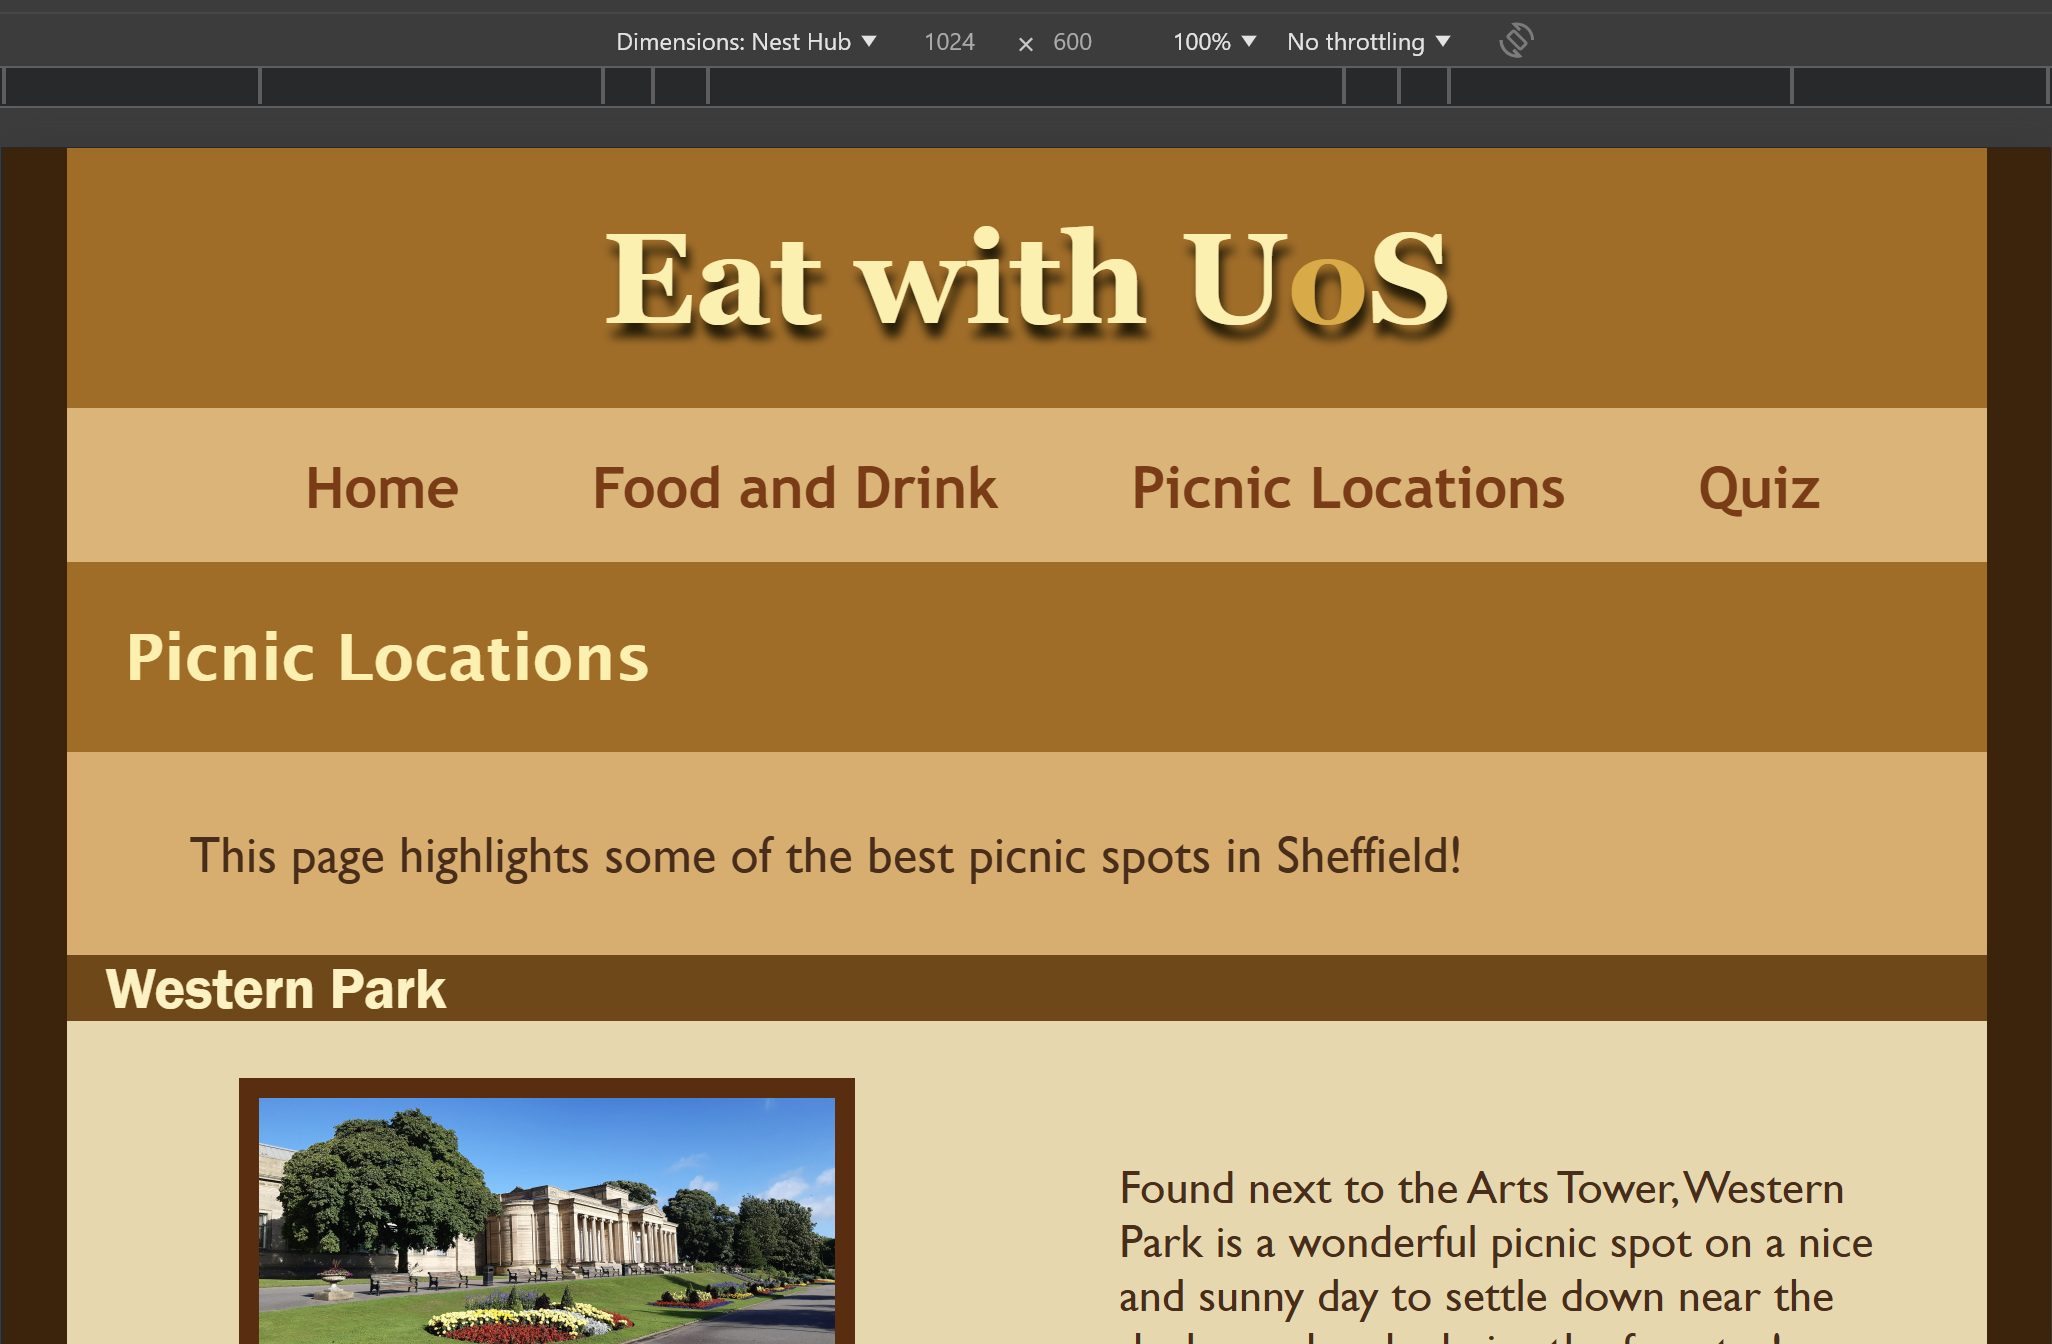 Dimensions: Nest Hub 1024 × 600 100% No throttling
Eat with UoS
Home Food and Drink Picnic Locations Quiz
Picnic Locations
This page highlights some of the best picnic spots in Sheffield!
Western Park
Found next to the Arts Tower, Western
Park is a wonderful picnic spot on a nice
and sunny day to settle down near the